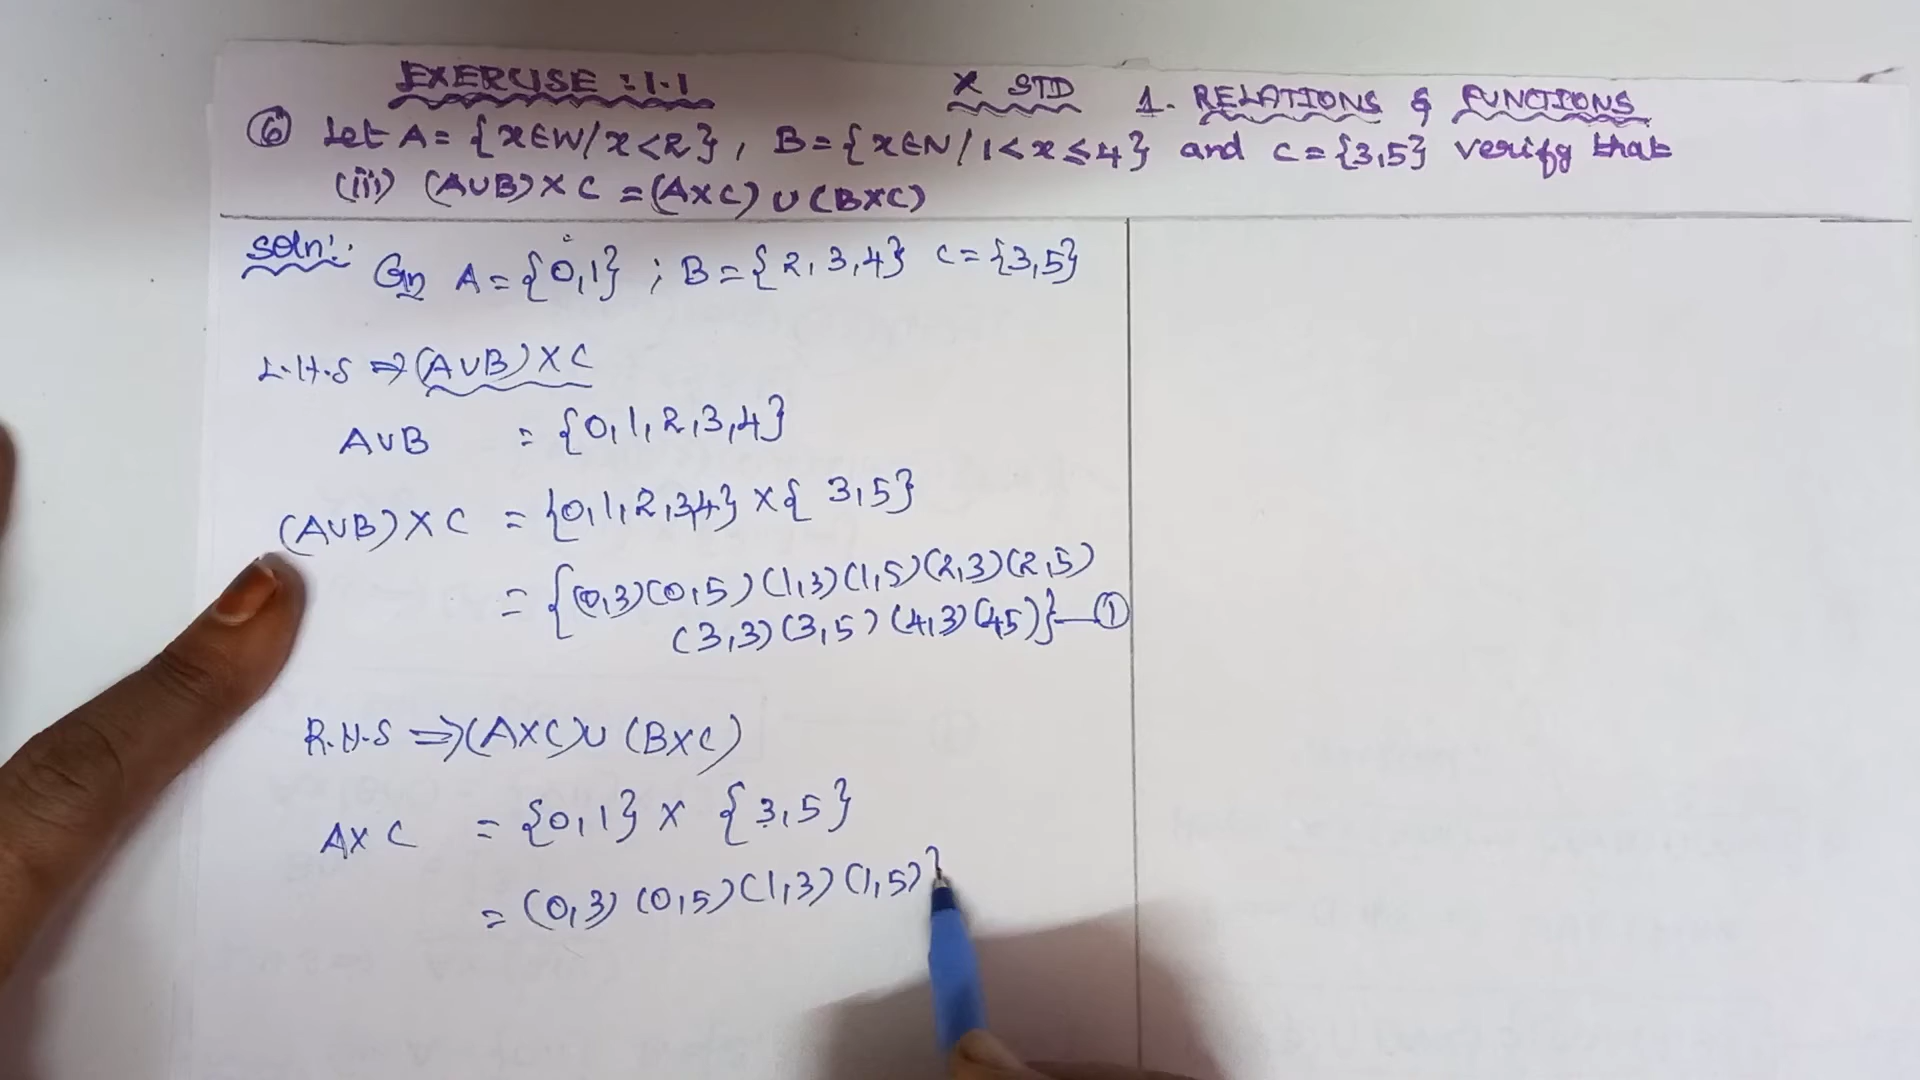 EXERCISE : 1.1 X STD 1. RELATIONS & FUNCTIONS
⑥ Let A = {x∈W/x<2}, B = {x∈N/1<x≤4} and C = {3,5} verify that
(iii) (A∪B)×C = (A×C)∪(B×C)
Soln: Gn A = {0,1} ; B = {2,3,4} C = {3,5}
L.H.S ⇒ (A∪B)×C
A∪B = {0,1,2,3,4}
(A∪B)×C = {0,1,2,3,4} × {3,5}
= {(0,3)(0,5)(1,3)(1,5)(2,3)(2,5)
(3,3)(3,5)(4,3)(4,5)}—①
R.H.S ⇒ (A×C)∪(B×C)
A×C = {0,1} × {3,5}
= (0,3)(0,5)(1,3)(1,5)}